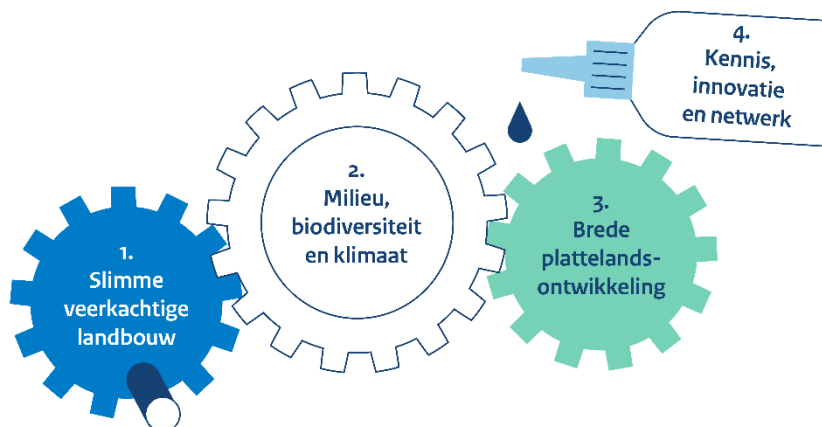 1.
Slimme
veerkachtige
landbouw
2.
Milieu,
biodiversiteit
en klimaat
3.
Brede
plattelands-
ontwikkeling
4.
Kennis,
innovatie
en netwerk